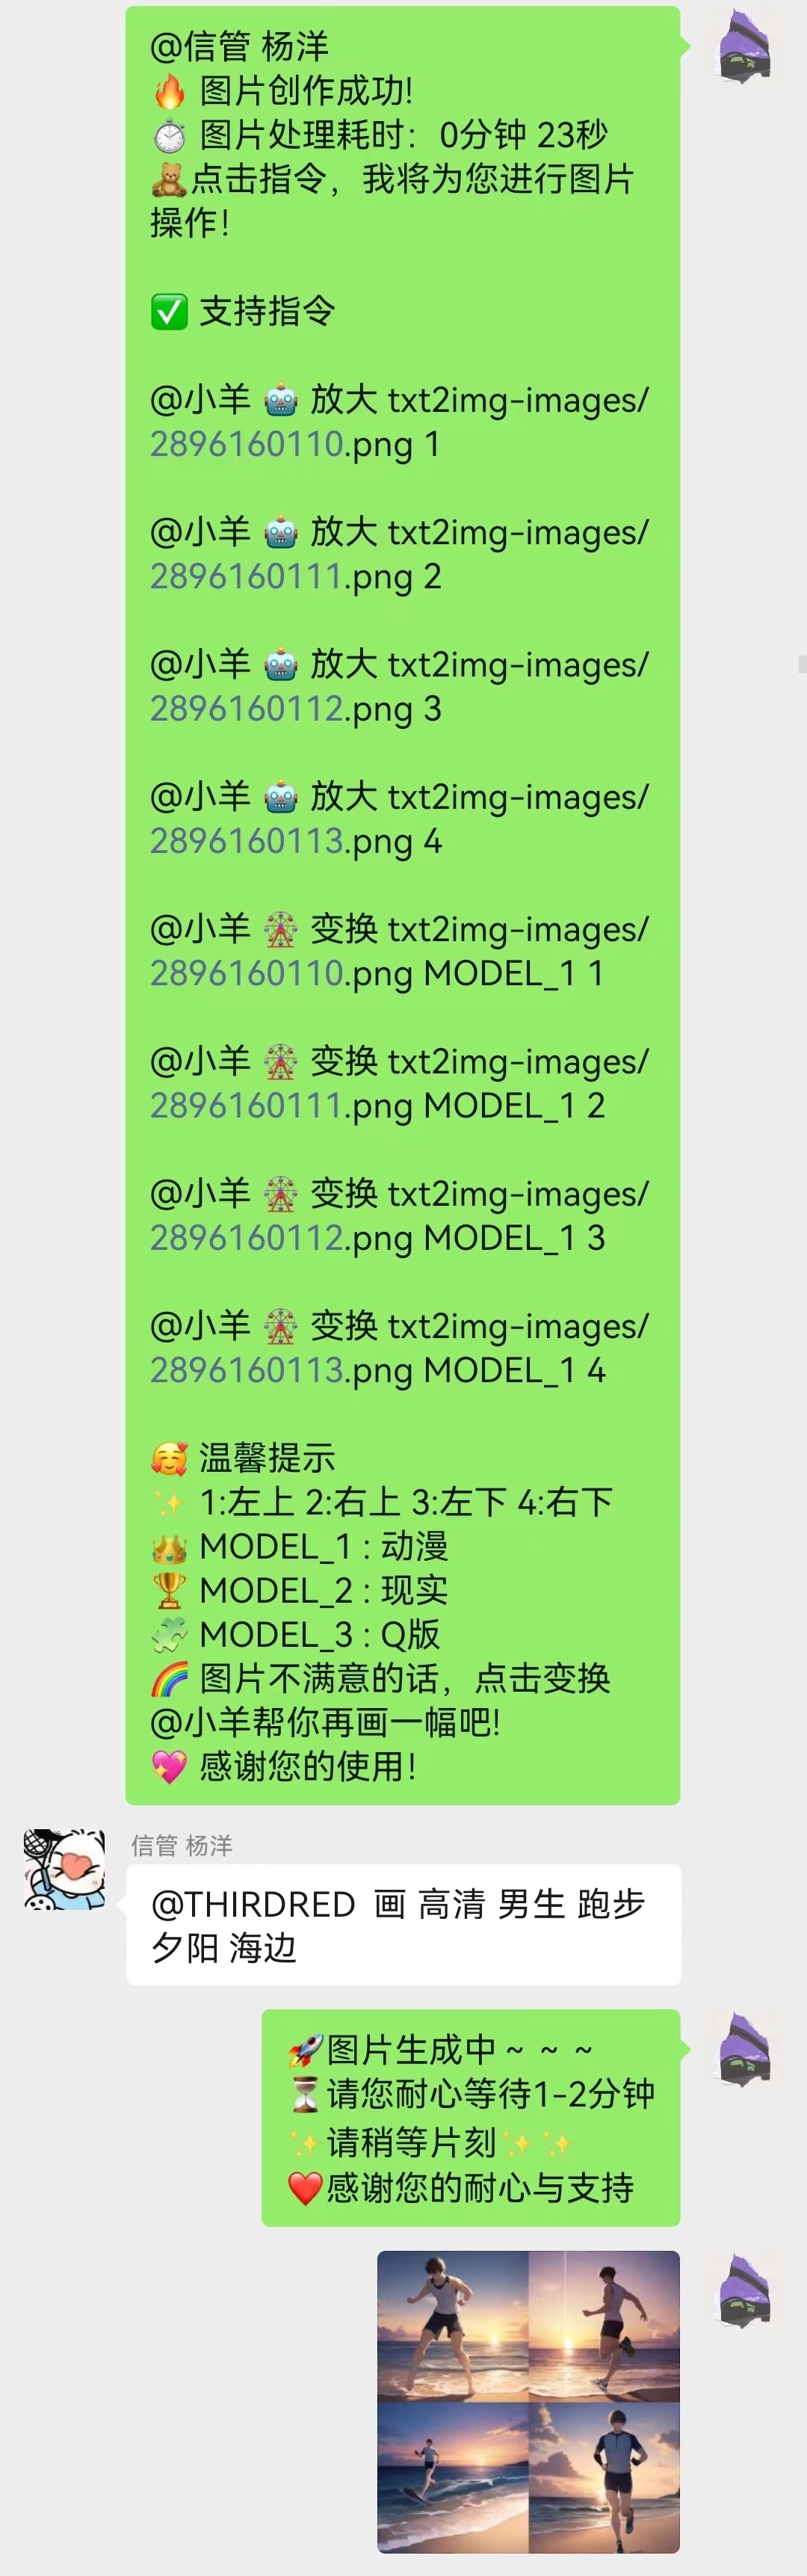 @信管 杨洋
🔥 图片创作成功!
⏱ 图片处理耗时：0分钟 23秒
🧸点击指令，我将为您进行图片
操作！
✅ 支持指令
@小羊 🤖 放大 txt2img-images/
2896160110.png 1
@小羊 🤖 放大 txt2img-images/
2896160111.png 2
@小羊 🤖 放大 txt2img-images/
2896160112.png 3
@小羊 🤖 放大 txt2img-images/
2896160113.png 4
@小羊 🎡 变换 txt2img-images/
2896160110.png MODEL_1 1
@小羊 🎡 变换 txt2img-images/
2896160111.png MODEL_1 2
@小羊 🎡 变换 txt2img-images/
2896160112.png MODEL_1 3
@小羊 🎡 变换 txt2img-images/
2896160113.png MODEL_1 4
🥰 温馨提示
✨ 1:左上 2:右上 3:左下 4:右下
👑 MODEL_1 : 动漫
🏆 MODEL_2 : 现实
🧩 MODEL_3 : Q版
🌈 图片不满意的话，点击变换
@小羊帮你再画一幅吧!
💖 感谢您的使用！
信管 杨洋
@THIRDRED 画 高清 男生 跑步
夕阳 海边
🚀图片生成中～～～
⏳请您耐心等待1-2分钟
✨请稍等片刻✨✨
❤️感谢您的耐心与支持